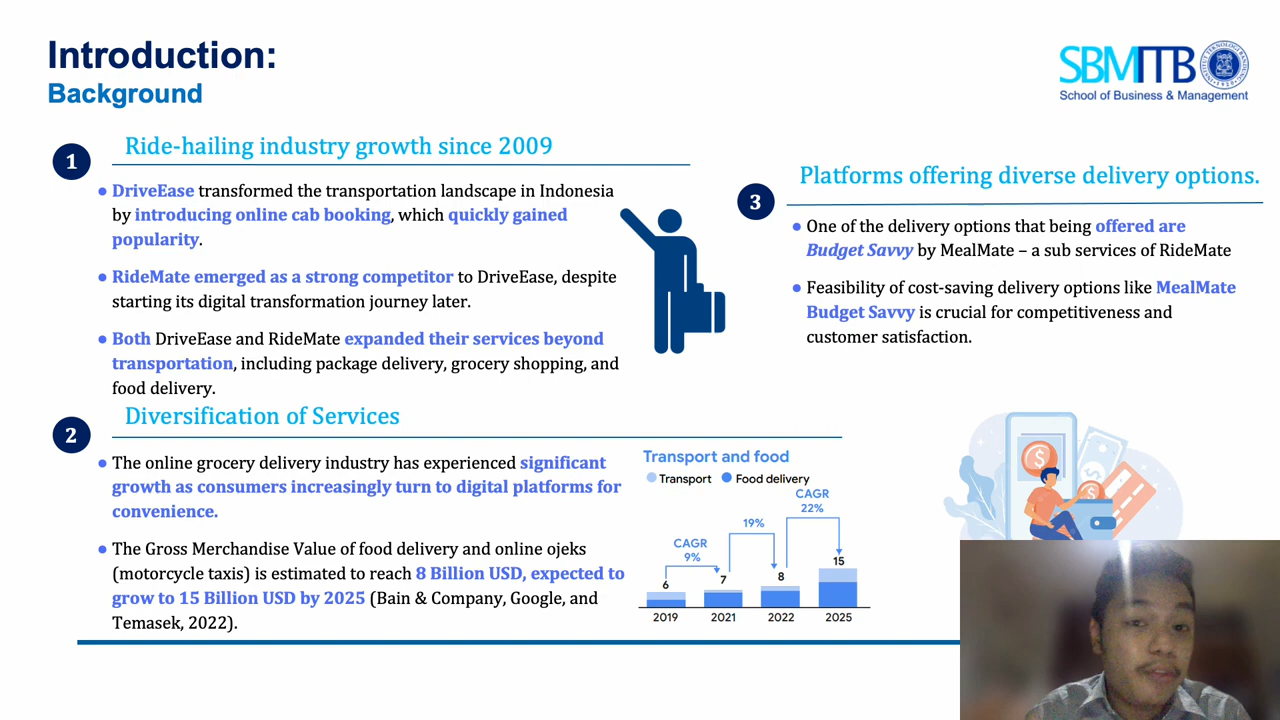 Introduction:
Background
SBM ITB
School of Business & Management
1
Ride-hailing industry growth since 2009
• DriveEase transformed the transportation landscape in Indonesia
by introducing online cab booking, which quickly gained
popularity.
• RideMate emerged as a strong competitor to DriveEase, despite
starting its digital transformation journey later.
• Both DriveEase and RideMate expanded their services beyond
transportation, including package delivery, grocery shopping, and
food delivery.
2
Diversification of Services
• The online grocery delivery industry has experienced significant
growth as consumers increasingly turn to digital platforms for
convenience.
• The Gross Merchandise Value of food delivery and online ojeks
(motorcycle taxis) is estimated to reach 8 Billion USD, expected to
grow to 15 Billion USD by 2025 (Bain & Company, Google, and
Temasek, 2022).
Transport and food
Transport Food delivery
CAGR
9%
19%
CAGR
22%
6 7 8 15
2019 2021 2022 2025
3
Platforms offering diverse delivery options.
• One of the delivery options that being offered are
Budget Savvy by MealMate – a sub services of RideMate
• Feasibility of cost-saving delivery options like MealMate
Budget Savvy is crucial for competitiveness and
customer satisfaction.